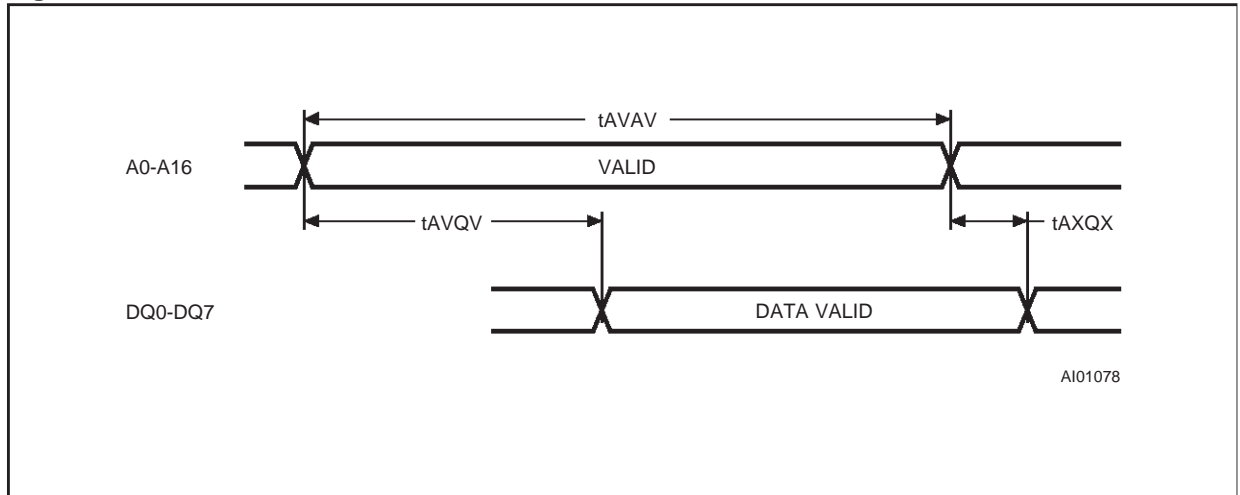 tAVAV
A0-A16
VALID
tAVQV
tAXQX
DQ0-DQ7
DATA VALID
AI01078